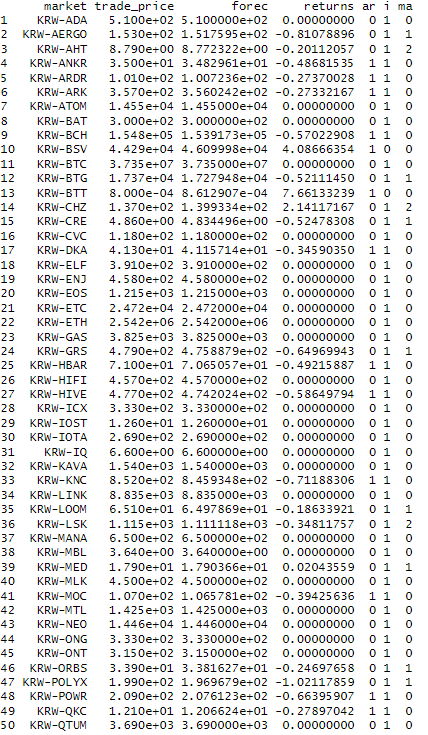 market trade_price forec returns ar i ma
1 KRW-ADA 5.100e+02 5.100000e+02 0.00000000 0 1 0
2 KRW-AERGO 1.530e+02 1.517595e+02 -0.81078896 0 1 1
3 KRW-AHT 8.790e+00 8.772322e+00 -0.20112057 0 1 2
4 KRW-ANKR 3.500e+01 3.482961e+01 -0.48681535 1 1 0
5 KRW-ARDR 1.010e+02 1.007236e+02 -0.27370028 1 1 0
6 KRW-ARK 3.570e+02 3.560242e+02 -0.27332167 1 1 0
7 KRW-ATOM 1.455e+04 1.455000e+04 0.00000000 0 1 0
8 KRW-BAT 3.000e+02 3.000000e+02 0.00000000 0 1 0
9 KRW-BCH 1.548e+05 1.539173e+05 -0.57022908 1 1 0
10 KRW-BSV 4.429e+04 4.609998e+04 4.08666354 1 0 0
11 KRW-BTC 3.735e+07 3.735000e+07 0.00000000 0 1 0
12 KRW-BTG 1.737e+04 1.727948e+04 -0.52111450 0 1 1
13 KRW-BTT 8.000e-04 8.612907e-04 7.66133239 1 0 0
14 KRW-CHZ 1.370e+02 1.399334e+02 2.14117167 0 1 2
15 KRW-CRE 4.860e+00 4.834496e+00 -0.52478308 0 1 1
16 KRW-CVC 1.180e+02 1.180000e+02 0.00000000 0 1 0
17 KRW-DKA 4.130e+01 4.115714e+01 -0.34590350 1 1 0
18 KRW-ELF 3.910e+02 3.910000e+02 0.00000000 0 1 0
19 KRW-ENJ 4.580e+02 4.580000e+02 0.00000000 0 1 0
20 KRW-EOS 1.215e+03 1.215000e+03 0.00000000 0 1 0
21 KRW-ETC 2.472e+04 2.472000e+04 0.00000000 0 1 0
22 KRW-ETH 2.542e+06 2.542000e+06 0.00000000 0 1 0
23 KRW-GAS 3.825e+03 3.825000e+03 0.00000000 0 1 0
24 KRW-GRS 4.790e+02 4.758879e+02 -0.64969943 0 1 1
25 KRW-HBAR 7.100e+01 7.065057e+01 -0.49215887 1 1 0
26 KRW-HIFI 4.570e+02 4.570000e+02 0.00000000 0 1 0
27 KRW-HIVE 4.770e+02 4.742024e+02 -0.58649794 1 1 0
28 KRW-ICX 3.330e+02 3.330000e+02 0.00000000 0 1 0
29 KRW-IOST 1.260e+01 1.260000e+01 0.00000000 0 1 0
30 KRW-IOTA 2.690e+02 2.690000e+02 0.00000000 0 1 0
31 KRW-IQ 6.600e+00 6.600000e+00 0.00000000 0 1 0
32 KRW-KAVA 1.540e+03 1.540000e+03 0.00000000 0 1 0
33 KRW-KNC 8.520e+02 8.459348e+02 -0.71188306 1 1 0
34 KRW-LINK 8.835e+03 8.835000e+03 0.00000000 0 1 0
35 KRW-LOOM 6.510e+01 6.497869e+01 -0.18633921 0 1 1
36 KRW-LSK 1.115e+03 1.111118e+03 -0.34811757 0 1 2
37 KRW-MANA 6.500e+02 6.500000e+02 0.00000000 0 1 0
38 KRW-MBL 3.640e+00 3.640000e+00 0.00000000 0 1 0
39 KRW-MED 1.790e+01 1.790366e+01 0.02043559 0 1 1
40 KRW-MLK 4.500e+02 4.500000e+02 0.00000000 0 1 0
41 KRW-MOC 1.070e+02 1.065781e+02 -0.39425636 1 1 0
42 KRW-MTL 1.425e+03 1.425000e+03 0.00000000 0 1 0
43 KRW-NEO 1.446e+04 1.446000e+04 0.00000000 0 1 0
44 KRW-ONG 3.330e+02 3.330000e+02 0.00000000 0 1 0
45 KRW-ONT 3.150e+02 3.150000e+02 0.00000000 0 1 0
46 KRW-ORBS 3.390e+01 3.381627e+01 -0.24697658 0 1 1
47 KRW-POLYX 1.990e+02 1.969679e+02 -1.02117859 0 1 1
48 KRW-POWR 2.090e+02 2.076123e+02 -0.66395907 1 1 0
49 KRW-QKC 1.210e+01 1.206624e+01 -0.27897042 1 1 0
50 KRW-QTUM 3.690e+03 3.690000e+03 0.00000000 0 1 0